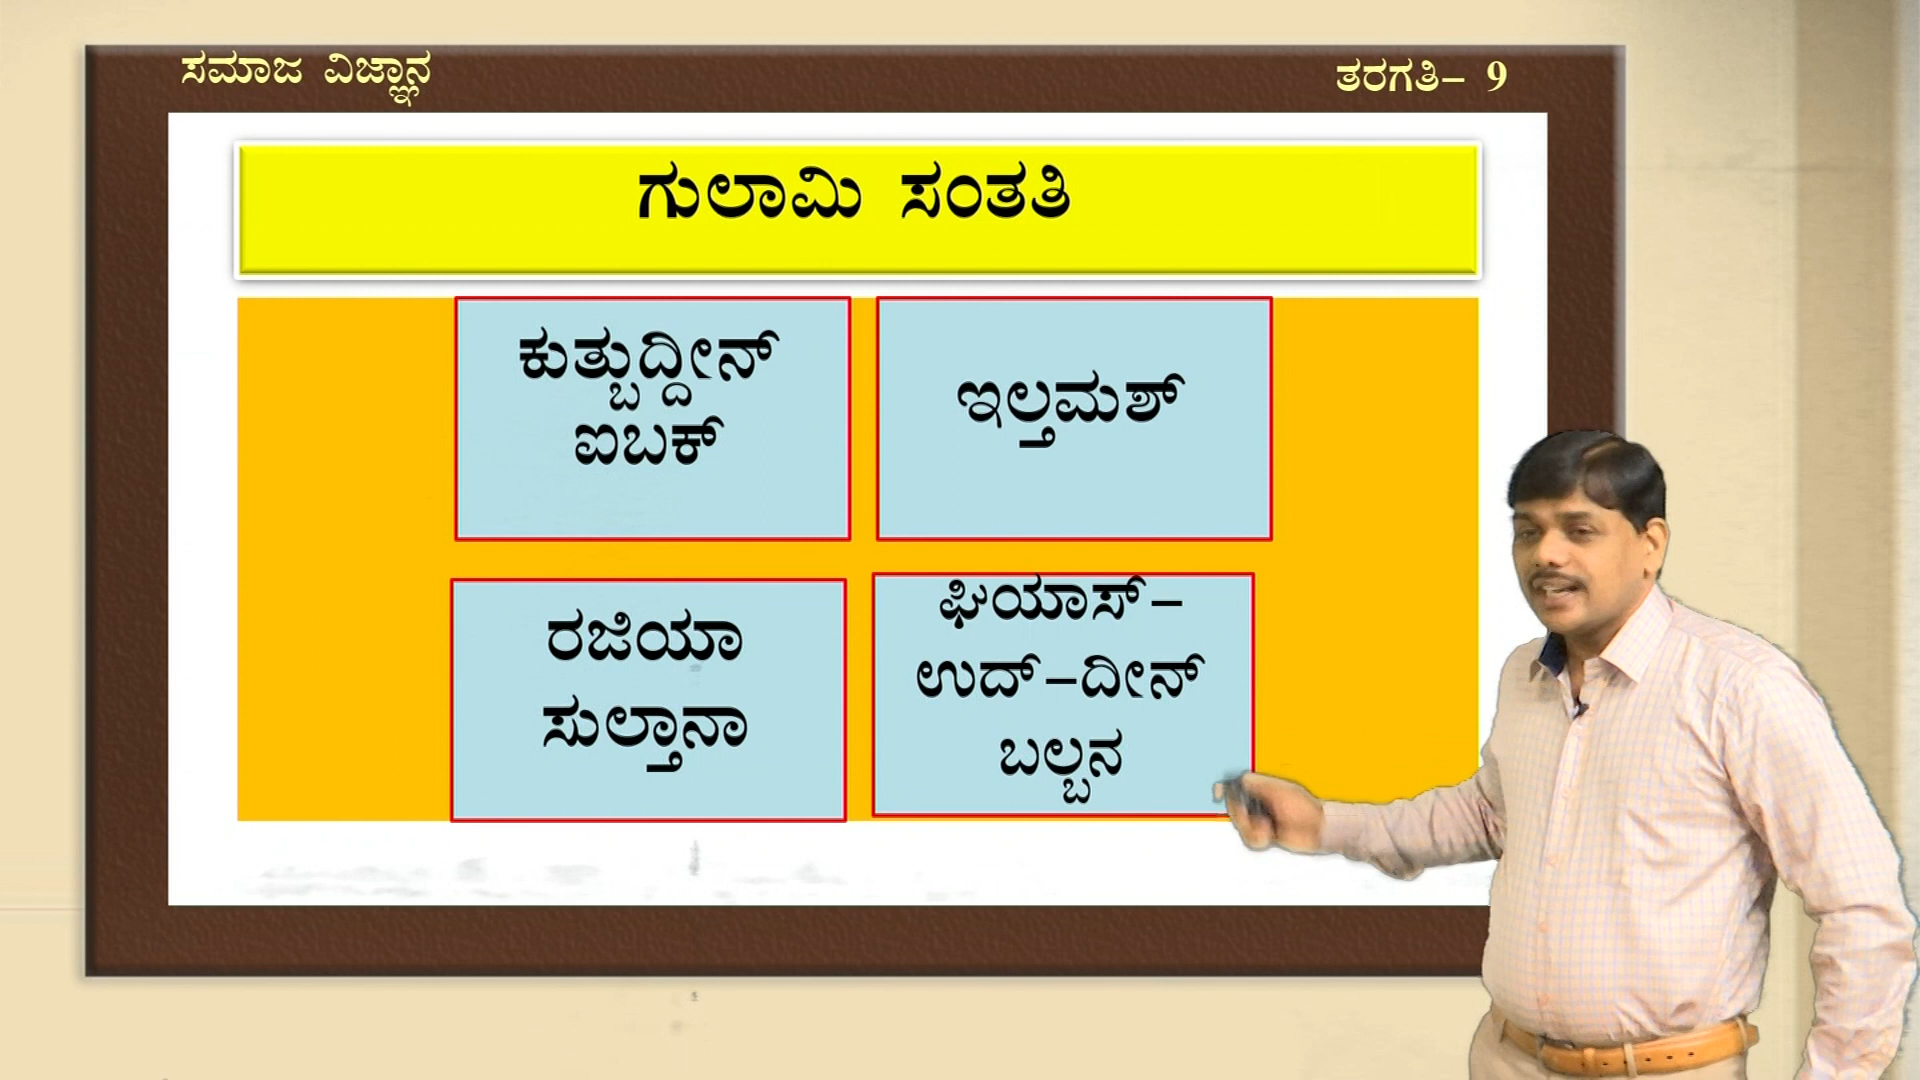 ಸಮಾಜ ವಿಜ್ಞಾನ
ತರಗತಿ– 9
ಗುಲಾಮಿ ಸಂತತಿ
ಕುತ್ಬುದ್ದೀನ್
ಐಬಕ್
ಇಲ್ತಮಶ್
ರಜಿಯಾ
ಸುಲ್ತಾನಾ
ಘಿಯಾಸ್–
ಉದ್–ದೀನ್
ಬಲ್ಬನ